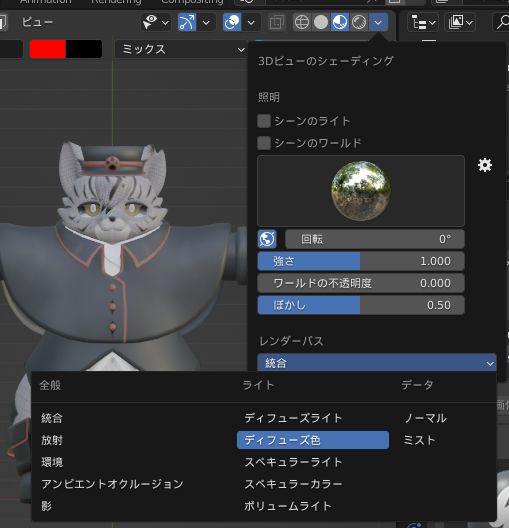 Animation Rendering Compositing
ビュー
ミックス
3Dビューのシェーディング
照明
シーンのライト
シーンのワールド
回転 0°
強さ 1.000
ワールドの不透明度 0.000
ぼかし 0.50
レンダーパス
統合
全般 ライト データ
統合 ディフューズライト ノーマル
放射 ディフューズ色 ミスト
環境 スペキュラーライト
アンビエントオクルージョン スペキュラーカラー
影 ボリュームライト